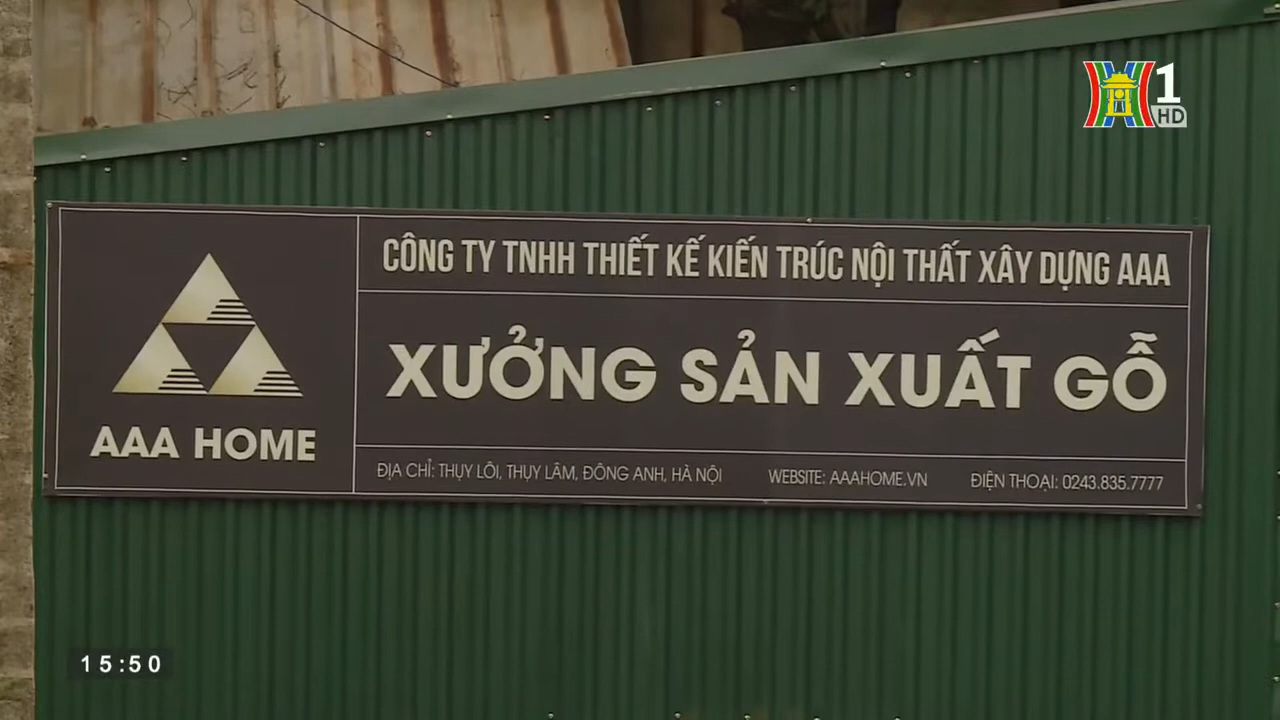 1
HD
CÔNG TY TNHH THIẾT KẾ KIẾN TRÚC NỘI THẤT XÂY DỰNG AAA
XƯỞNG SẢN XUẤT GỖ
AAA HOME
ĐỊA CHỈ: THỤY LÔI, THỤY LÂM, ĐÔNG ANH, HÀ NỘI WEBSITE: AAAHOME.VN ĐIỆN THOẠI: 0243.835.7777
15:50